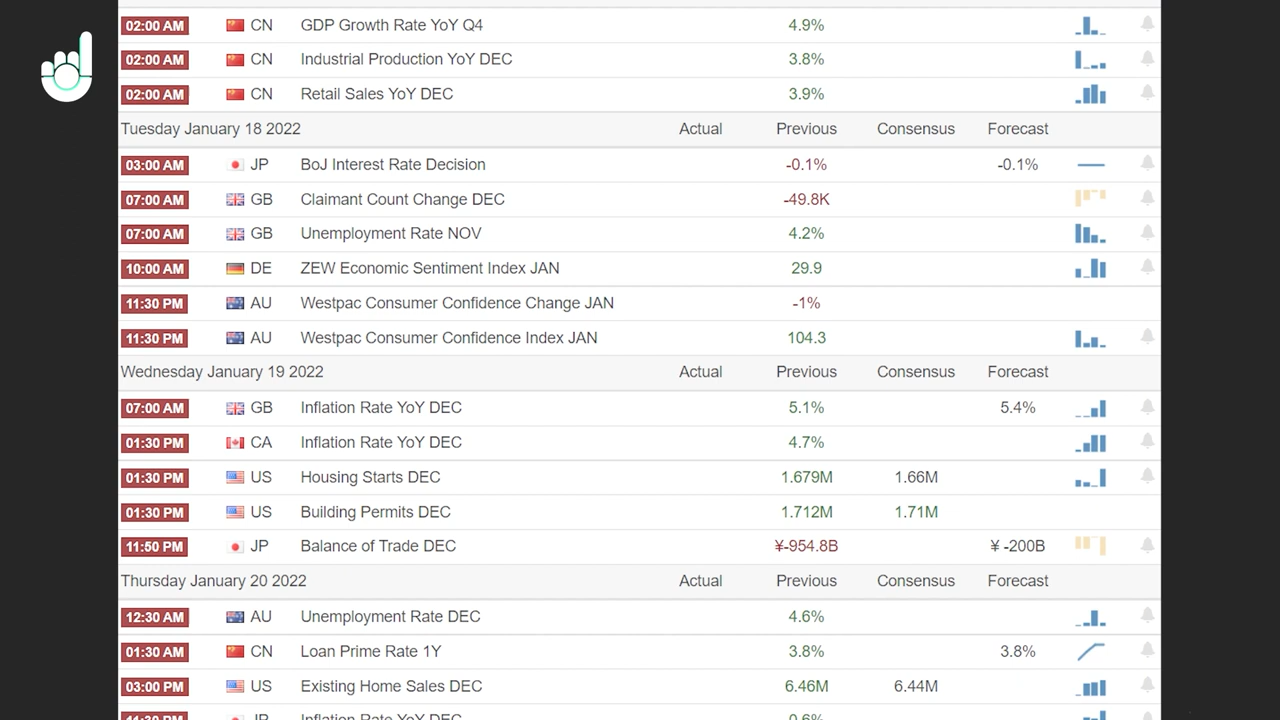 02:00 AM CN GDP Growth Rate YoY Q4 4.9%
02:00 AM CN Industrial Production YoY DEC 3.8%
02:00 AM CN Retail Sales YoY DEC 3.9%
Tuesday January 18 2022 Actual Previous Consensus Forecast
03:00 AM JP BoJ Interest Rate Decision -0.1% -0.1%
07:00 AM GB Claimant Count Change DEC -49.8K
07:00 AM GB Unemployment Rate NOV 4.2%
10:00 AM DE ZEW Economic Sentiment Index JAN 29.9
11:30 PM AU Westpac Consumer Confidence Change JAN -1%
11:30 PM AU Westpac Consumer Confidence Index JAN 104.3
Wednesday January 19 2022 Actual Previous Consensus Forecast
07:00 AM GB Inflation Rate YoY DEC 5.1% 5.4%
01:30 PM CA Inflation Rate YoY DEC 4.7%
01:30 PM US Housing Starts DEC 1.679M 1.66M
01:30 PM US Building Permits DEC 1.712M 1.71M
11:50 PM JP Balance of Trade DEC ¥-954.8B ¥ -200B
Thursday January 20 2022 Actual Previous Consensus Forecast
12:30 AM AU Unemployment Rate DEC 4.6%
01:30 AM CN Loan Prime Rate 1Y 3.8% 3.8%
03:00 PM US Existing Home Sales DEC 6.46M 6.44M
11:30 PM JP Inflation Rate YoY DEC 0.6%